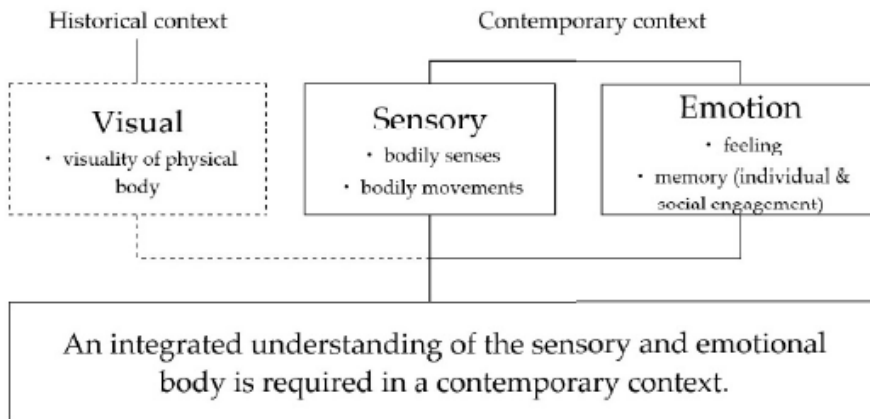 Historical context
Contemporary context
Visual
· visuality of physical
body
Sensory
· bodily senses
· bodily movements
Emotion
· feeling
· memory (individual &
social engagement)
An integrated understanding of the sensory and emotional
body is required in a contemporary context.